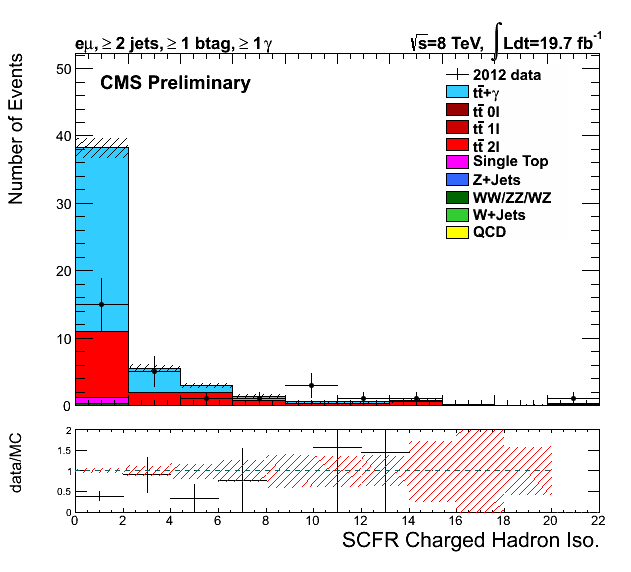 eμ, ≥ 2 jets, ≥ 1 btag, ≥ 1 γ
√s=8 TeV, ∫Ldt=19.7 fb⁻¹
CMS Preliminary
Number of Events
50
40
30
20
10
0
2012 data
tt̄+γ
tt̄ 0l
tt̄ 1l
tt̄ 2l
Single Top
Z+Jets
WW/ZZ/WZ
W+Jets
QCD
data/MC
2
1.5
1
0.5
0
0 2 4 6 8 10 12 14 16 18 20 22
SCFR Charged Hadron Iso.